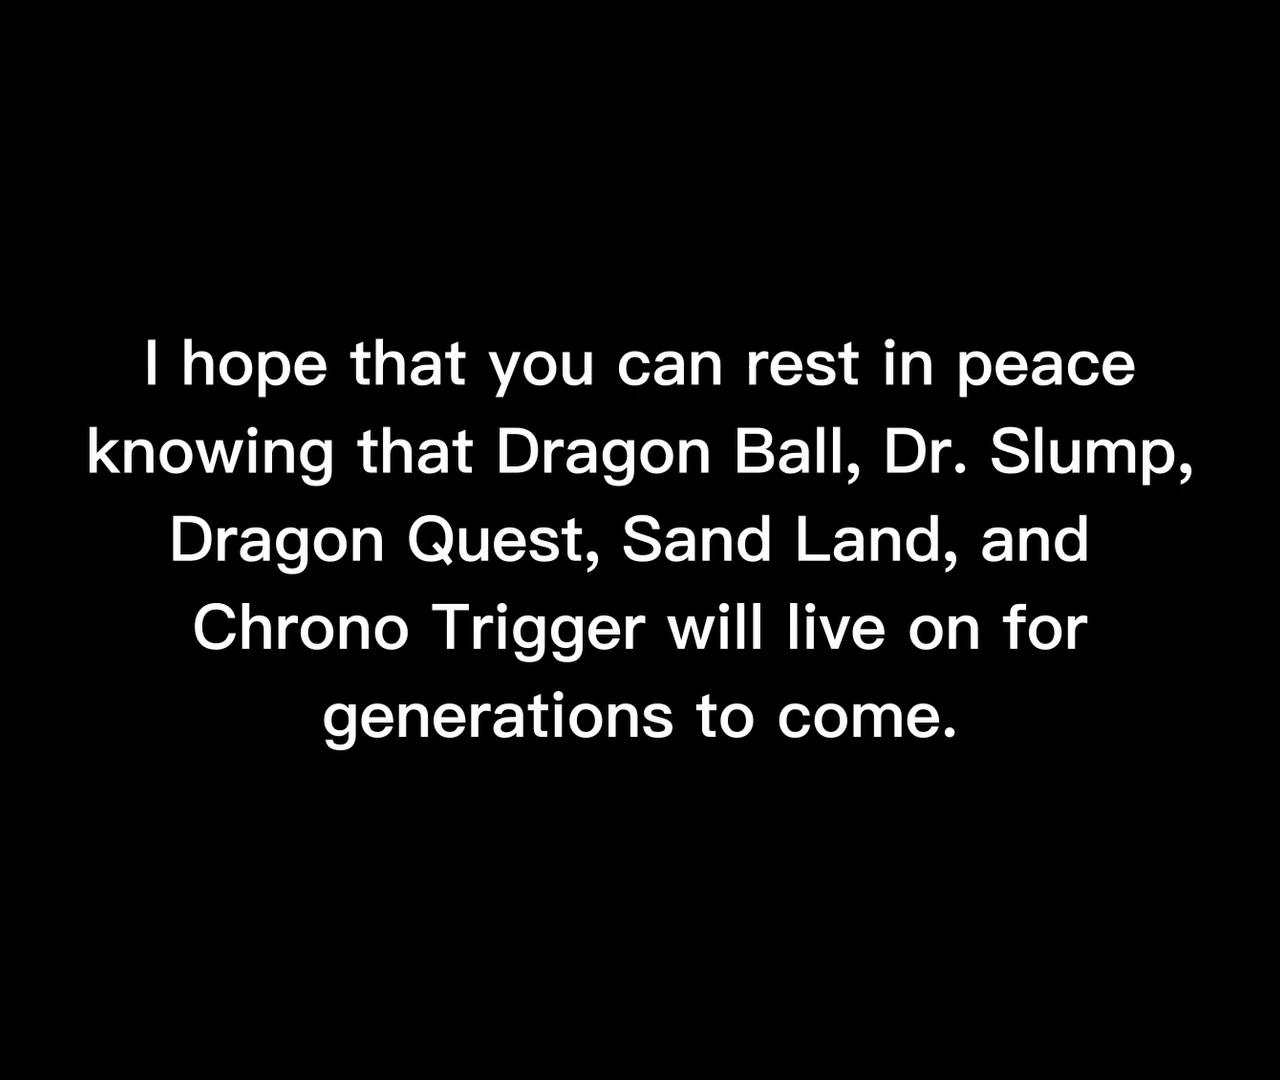 I hope that you can rest in peace
knowing that Dragon Ball, Dr. Slump,
Dragon Quest, Sand Land, and
Chrono Trigger will live on for
generations to come.